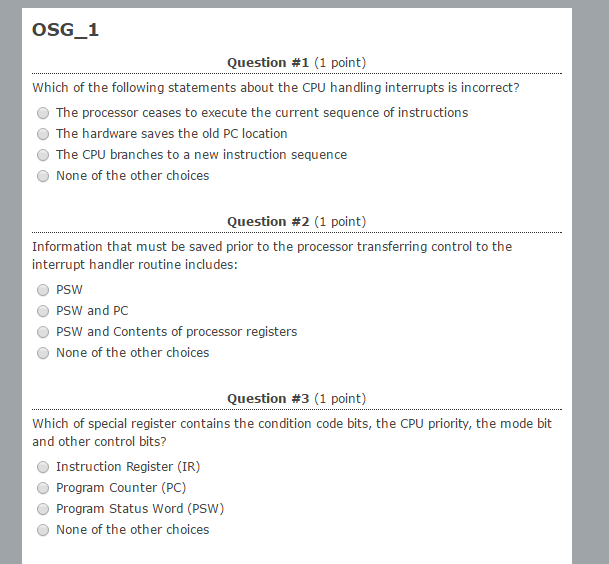 OSG_1
Question #1 (1 point)
Which of the following statements about the CPU handling interrupts is incorrect?
The processor ceases to execute the current sequence of instructions
The hardware saves the old PC location
The CPU branches to a new instruction sequence
None of the other choices
Question #2 (1 point)
Information that must be saved prior to the processor transferring control to the
interrupt handler routine includes:
PSW
PSW and PC
PSW and Contents of processor registers
None of the other choices
Question #3 (1 point)
Which of special register contains the condition code bits, the CPU priority, the mode bit
and other control bits?
Instruction Register (IR)
Program Counter (PC)
Program Status Word (PSW)
None of the other choices